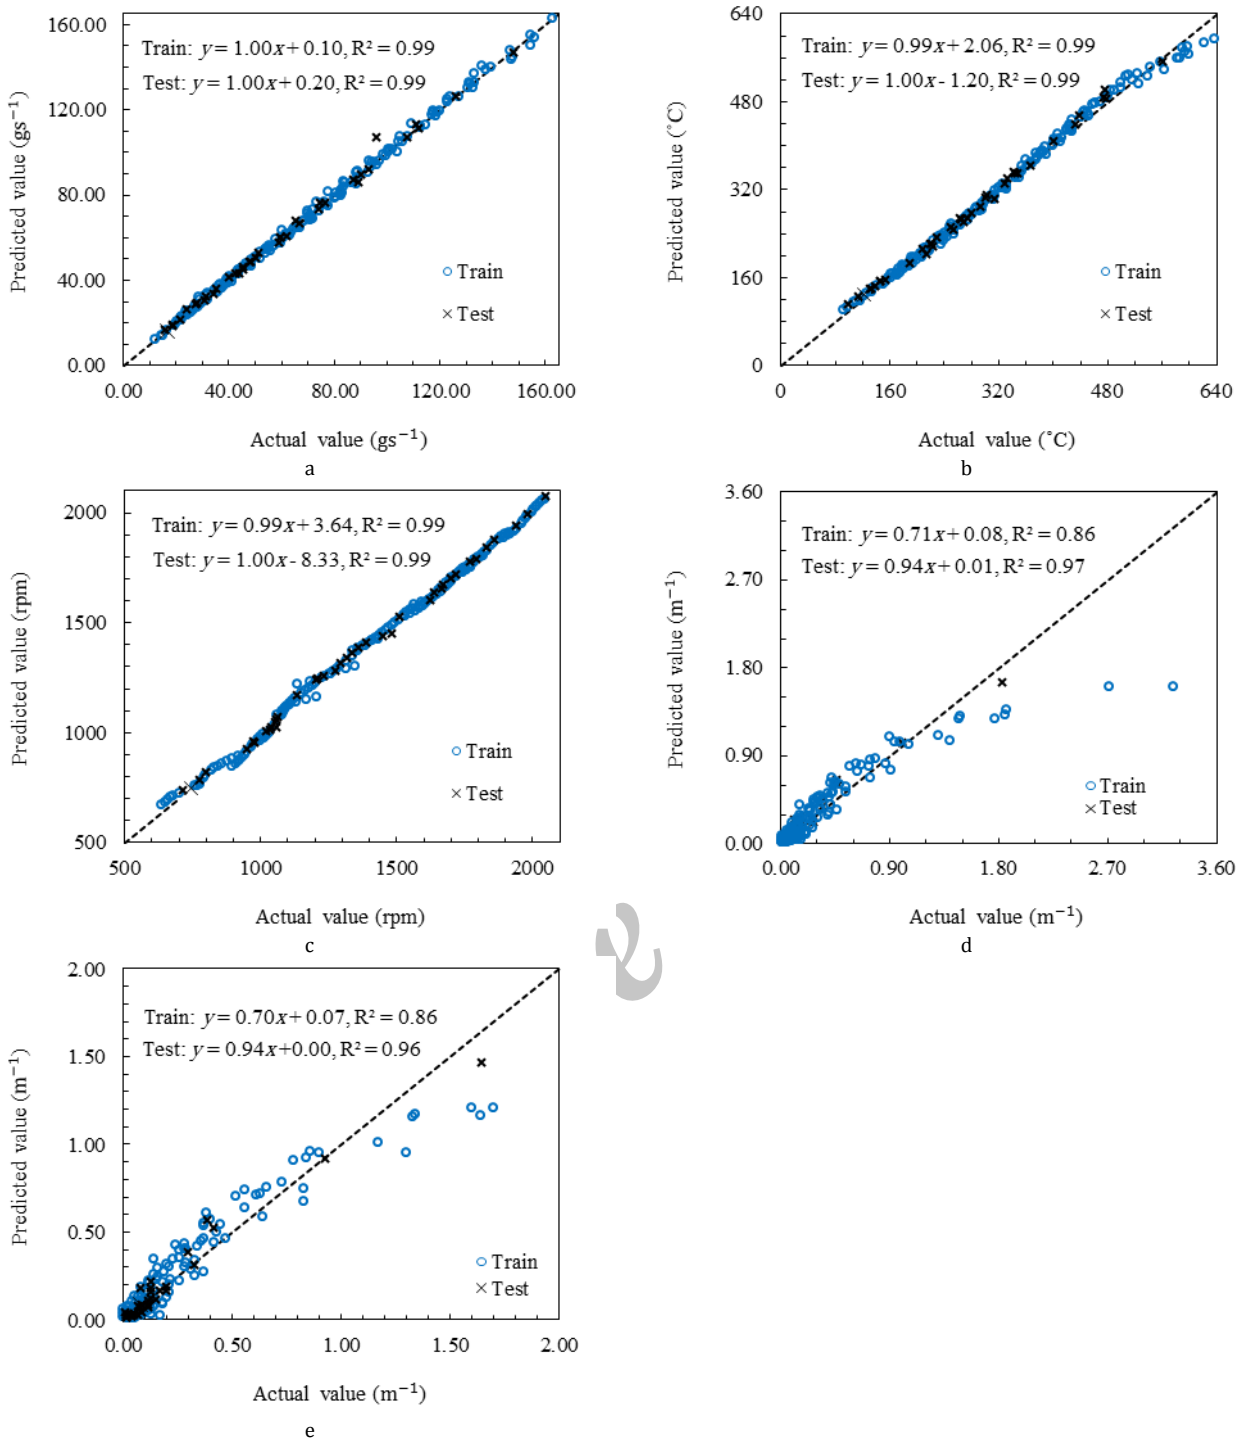 160.00
120.00
80.00
40.00
0.00
Predicted value (gs⁻¹)
Train: y = 1.00x+ 0.10, R² = 0.99
Test: y = 1.00x+ 0.20, R² = 0.99
Train
Test
0.00 40.00 80.00 120.00 160.00
Actual value (gs⁻¹)
a
640
480
320
160
0
Predicted value (˚C)
Train: y = 0.99x+ 2.06, R² = 0.99
Test: y = 1.00x- 1.20, R² = 0.99
Train
Test
0 160 320 480 640
Actual value (˚C)
b
2000
1500
1000
500
Predicted value (rpm)
Train: y = 0.99x+ 3.64, R² = 0.99
Test: y = 1.00x- 8.33, R² = 0.99
Train
Test
500 1000 1500 2000
Actual value (rpm)
c
3.60
2.70
1.80
0.90
0.00
Predicted value (m⁻¹)
Train: y = 0.71x+ 0.08, R² = 0.86
Test: y = 0.94x+ 0.01, R² = 0.97
Train
Test
0.00 0.90 1.80 2.70 3.60
Actual value (m⁻¹)
d
2.00
1.50
1.00
0.50
0.00
Predicted value (m⁻¹)
Train: y = 0.70x+ 0.07, R² = 0.86
Test: y = 0.94x+0.00, R² = 0.96
Train
Test
0.00 0.50 1.00 1.50 2.00
Actual value (m⁻¹)
e